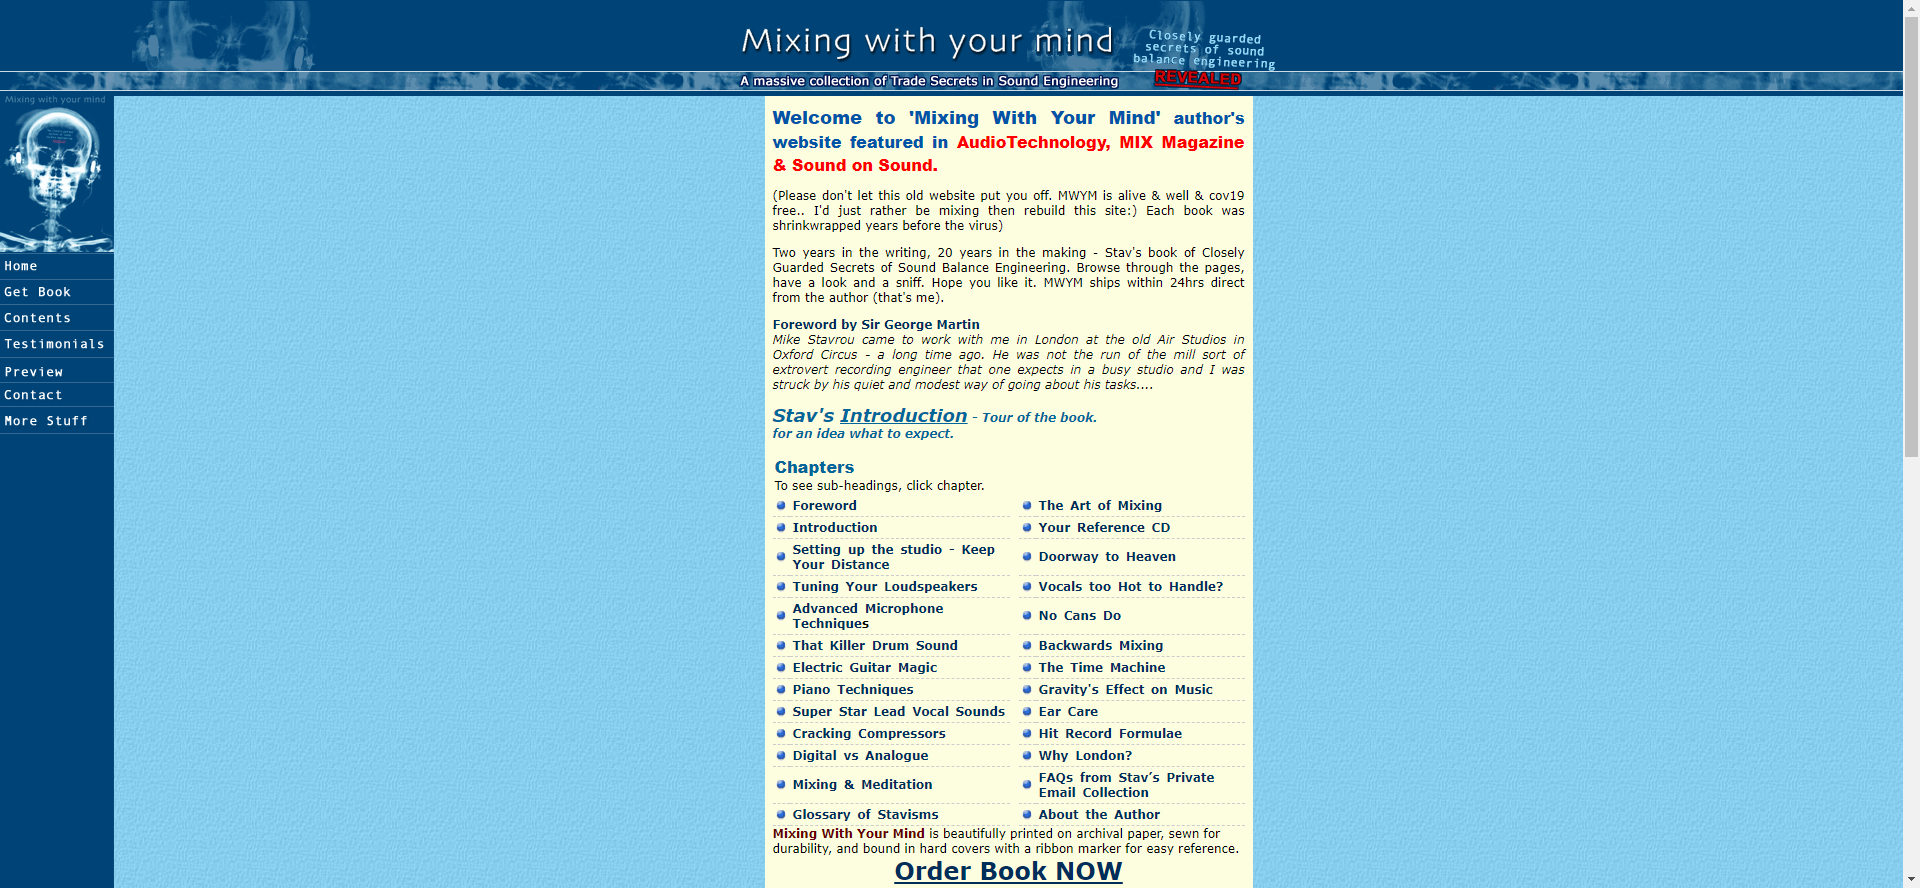 Mixing with your mind
Closely guarded
secrets of sound
balance engineering
REVEALED
A massive collection of Trade Secrets in Sound Engineering
Mixing with your mind
Home
Get Book
Contents
Testimonials
Preview
Contact
More Stuff
Welcome to 'Mixing With Your Mind' author's
website featured in AudioTechnology, MIX Magazine
& Sound on Sound.
(Please don't let this old website put you off. MWYM is alive & well & cov19
free.. I'd just rather be mixing then rebuild this site:) Each book was
shrinkwrapped years before the virus)
Two years in the writing, 20 years in the making - Stav's book of Closely
Guarded Secrets of Sound Balance Engineering. Browse through the pages,
have a look and a sniff. Hope you like it. MWYM ships within 24hrs direct
from the author (that's me).
Foreword by Sir George Martin
Mike Stavrou came to work with me in London at the old Air Studios in
Oxford Circus - a long time ago. He was not the run of the mill sort of
extrovert recording engineer that one expects in a busy studio and I was
struck by his quiet and modest way of going about his tasks....
Stav's Introduction - Tour of the book.
for an idea what to expect.
Chapters
To see sub-headings, click chapter.
Foreword
The Art of Mixing
Introduction
Your Reference CD
Setting up the studio - Keep
Your Distance
Doorway to Heaven
Tuning Your Loudspeakers
Vocals too Hot to Handle?
Advanced Microphone
Techniques
No Cans Do
That Killer Drum Sound
Backwards Mixing
Electric Guitar Magic
The Time Machine
Piano Techniques
Gravity's Effect on Music
Super Star Lead Vocal Sounds
Ear Care
Cracking Compressors
Hit Record Formulae
Digital vs Analogue
Why London?
Mixing & Meditation
FAQs from Stav’s Private
Email Collection
Glossary of Stavisms
About the Author
Mixing With Your Mind is beautifully printed on archival paper, sewn for
durability, and bound in hard covers with a ribbon marker for easy reference.
Order Book NOW